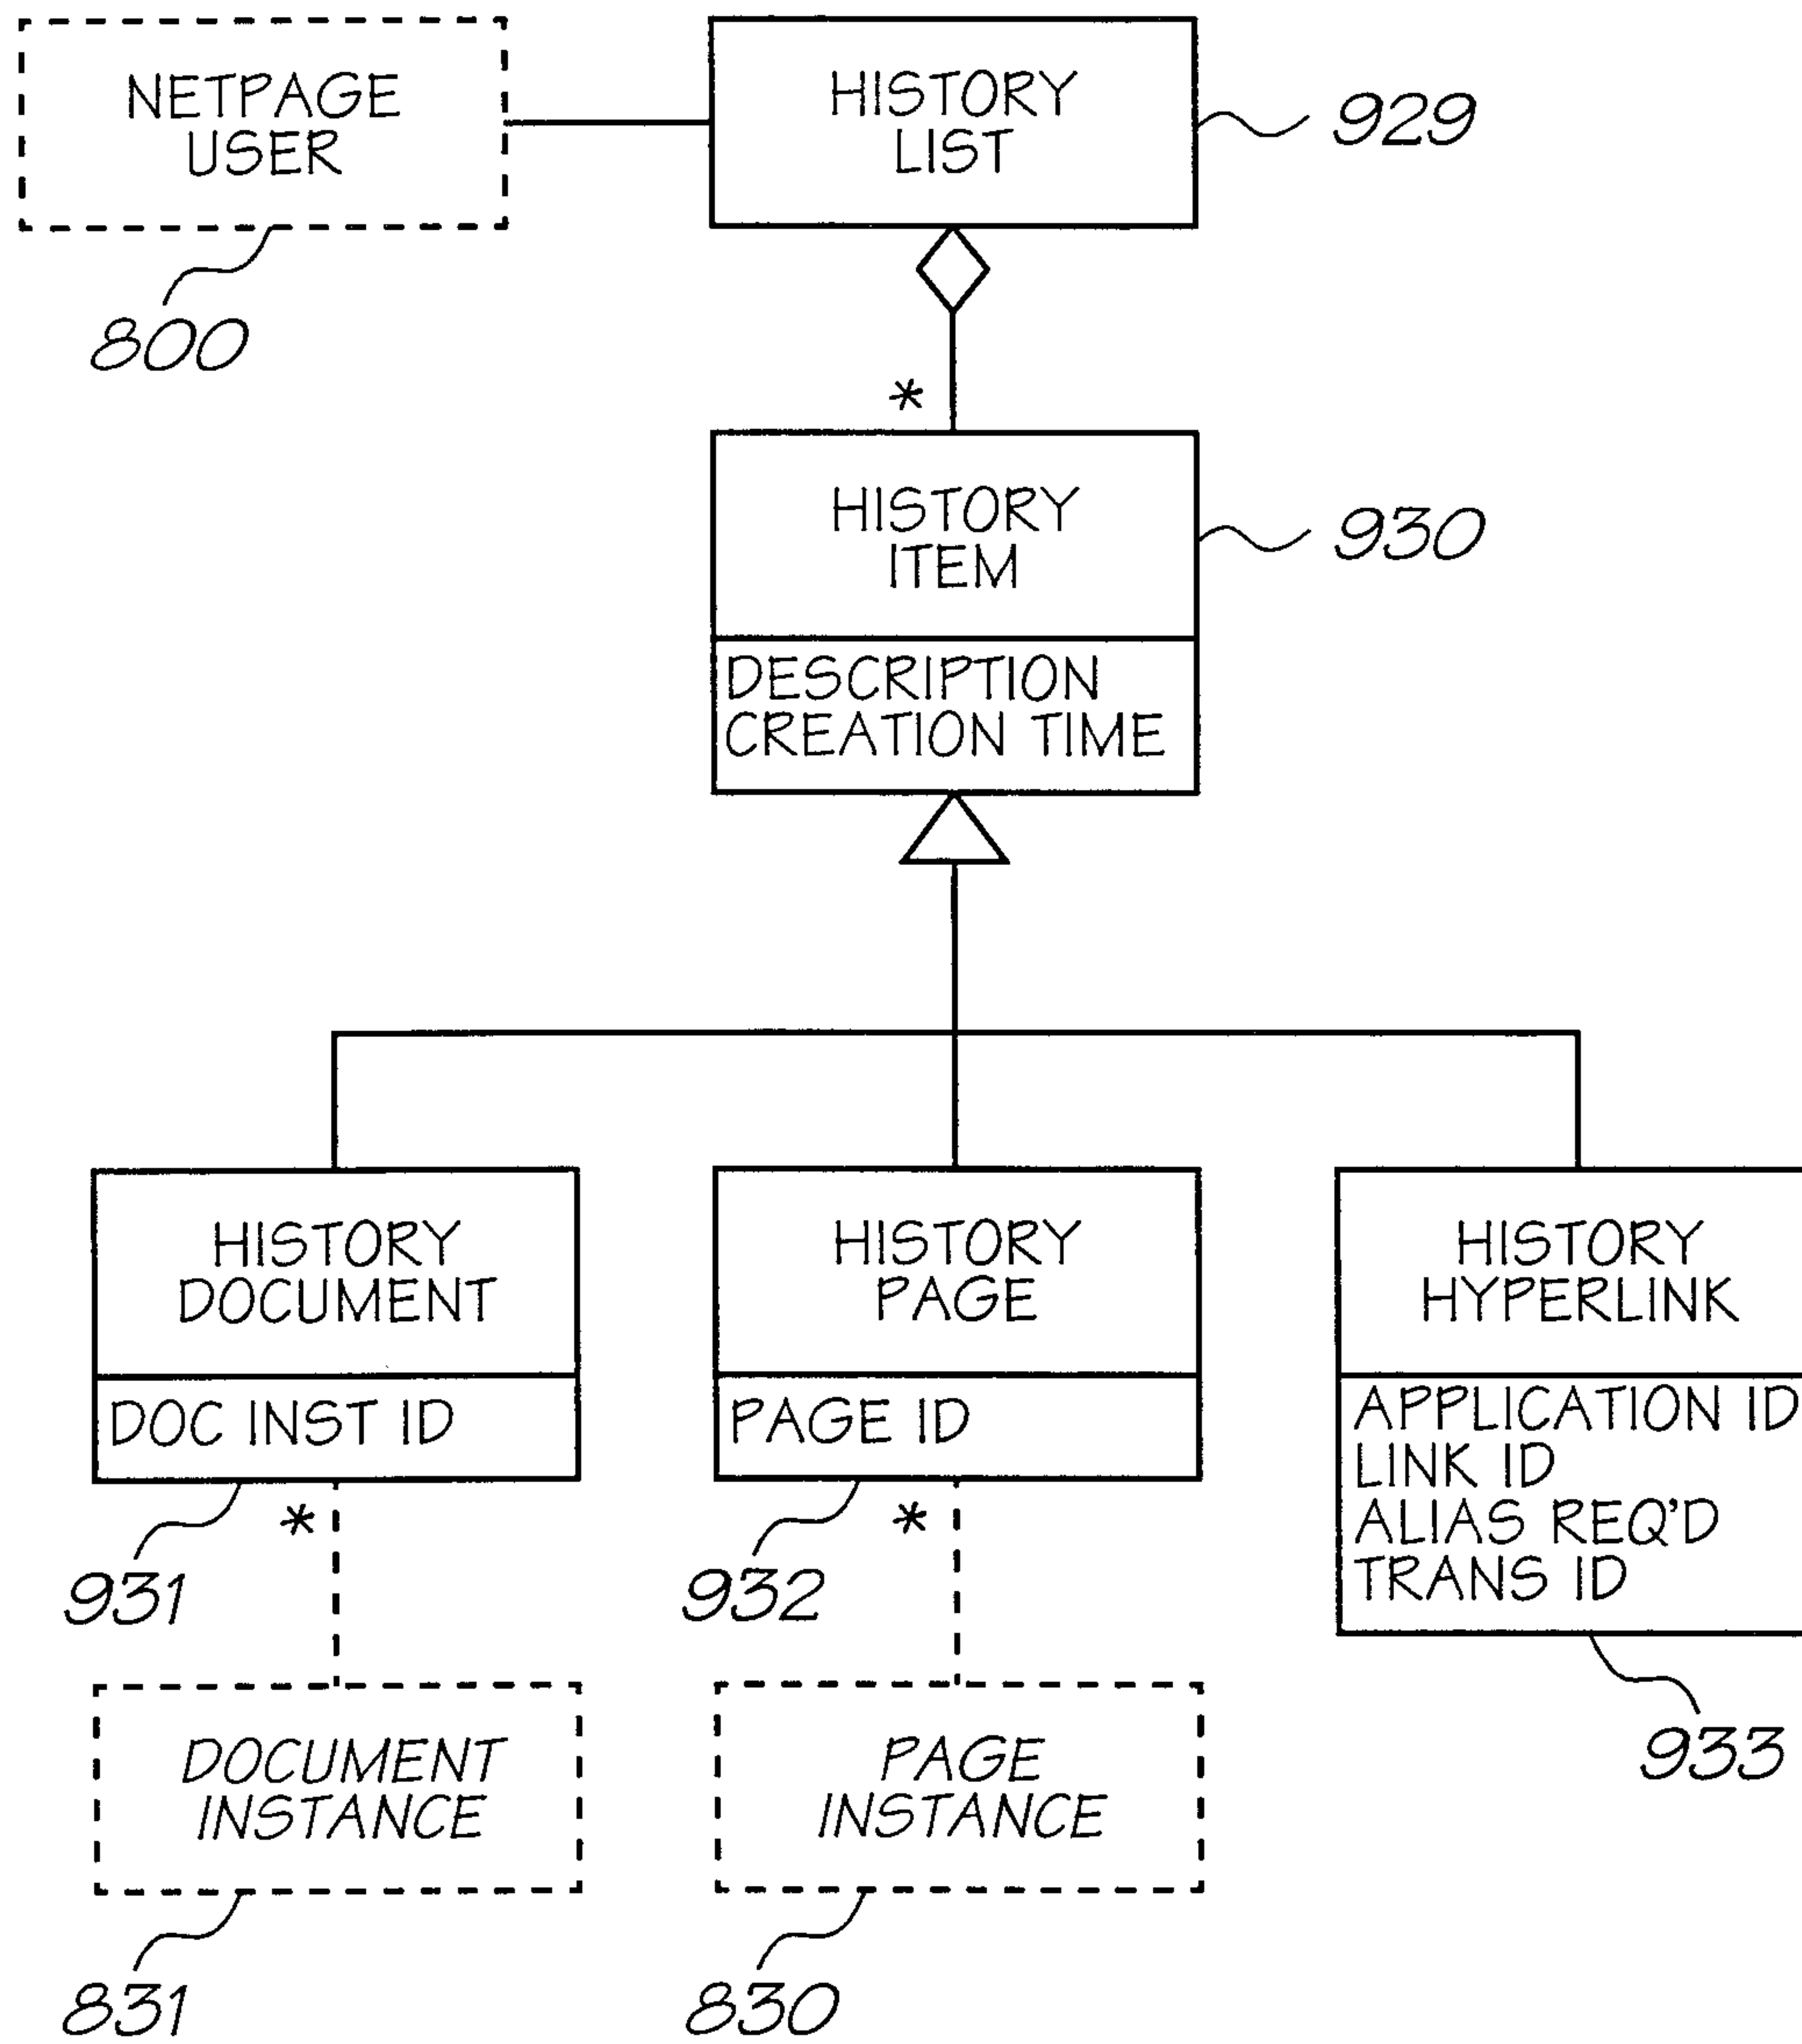 NETPAGE
USER
800
HISTORY
LIST
929
*
HISTORY
ITEM
930
DESCRIPTION
CREATION TIME
HISTORY
DOCUMENT
DOC INST ID
931
*
HISTORY
PAGE
PAGE ID
932
*
HISTORY
HYPERLINK
APPLICATION ID
LINK ID
ALIAS REQ'D
TRANS ID
933
DOCUMENT
INSTANCE
831
PAGE
INSTANCE
830